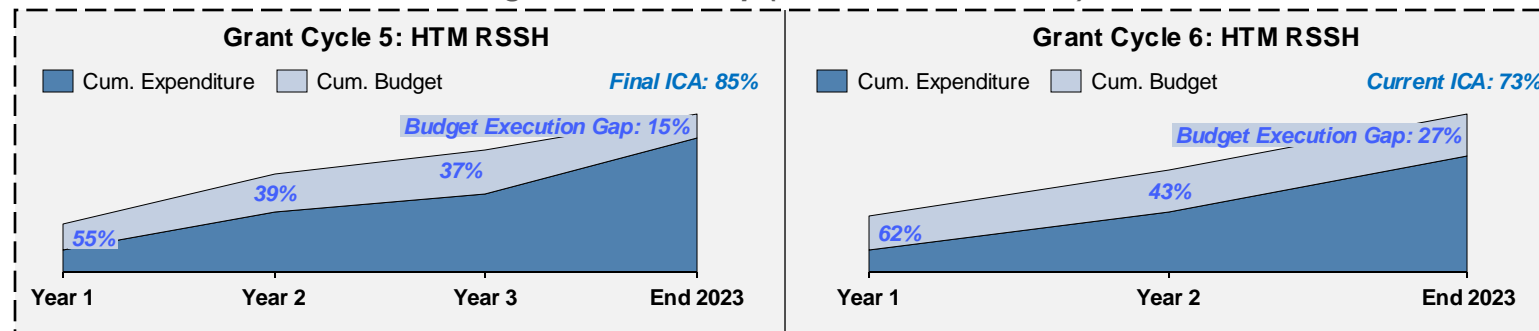 Grant Cycle 5: HTM RSSH
Cum. Expenditure
Cum. Budget
Final ICA: 85%
Budget Execution Gap: 15%
37%
39%
55%
Year 1
Year 2
Year 3
End 2023
Grant Cycle 6: HTM RSSH
Cum. Expenditure
Cum. Budget
Current ICA: 73%
Budget Execution Gap: 27%
43%
62%
Year 1
Year 2
End 2023